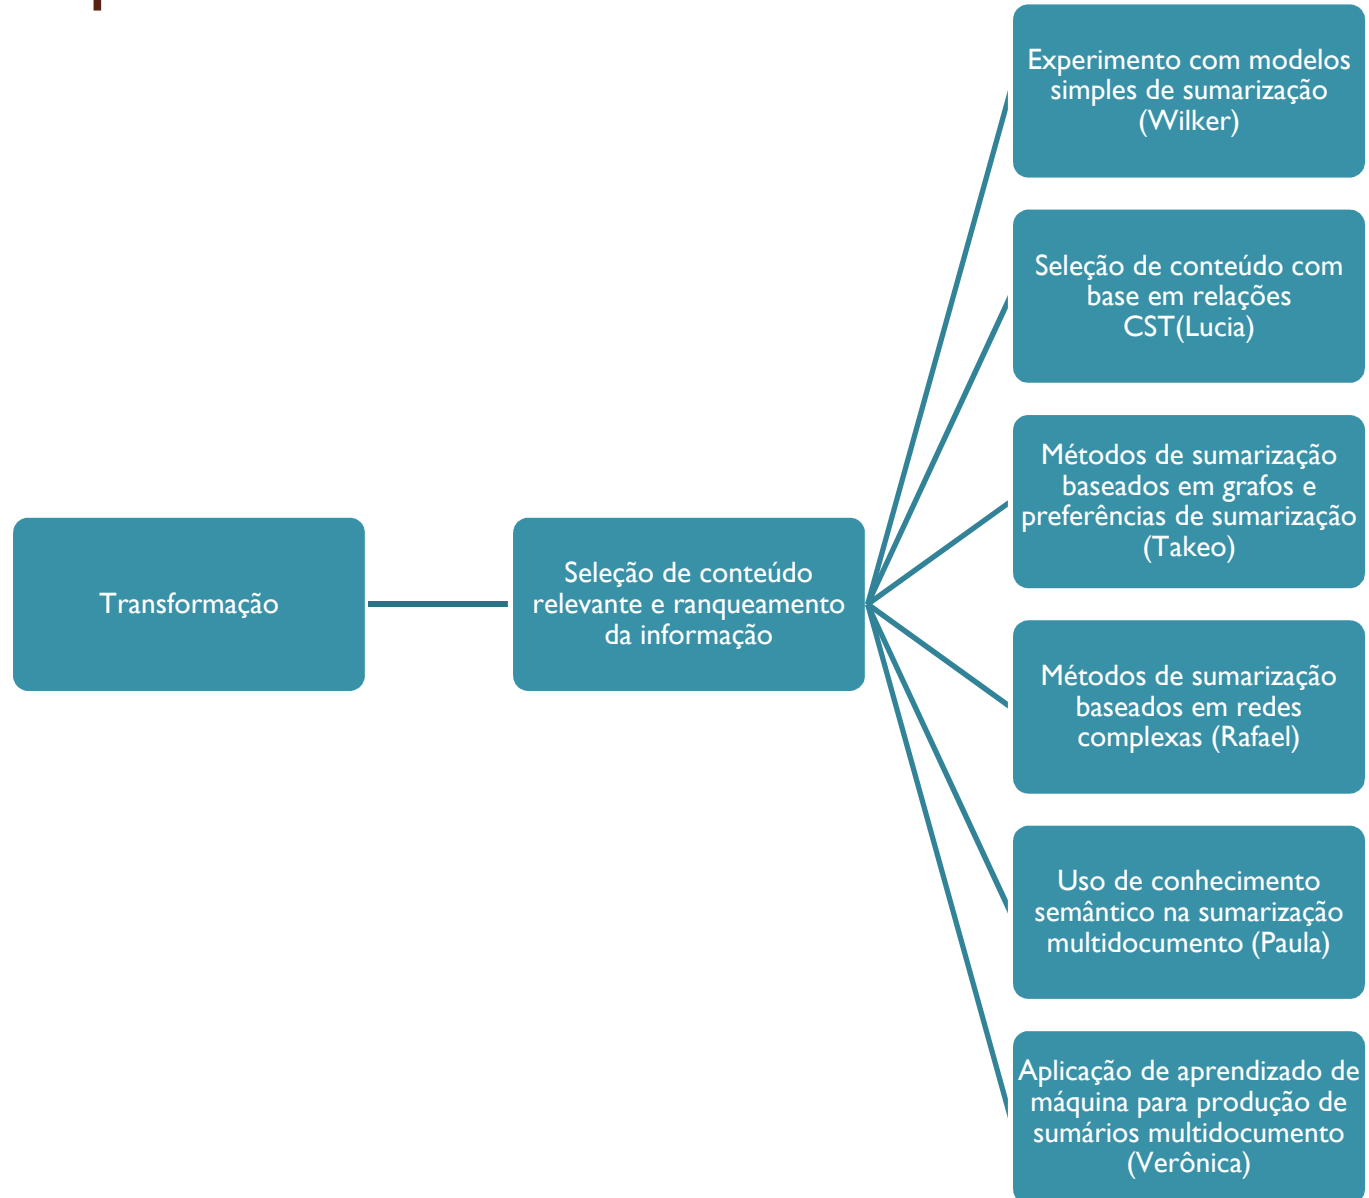 Experimento com modelos
simples de sumarização
(Wilker)
Seleção de conteúdo com
base em relações
CST(Lucia)
Métodos de sumarização
baseados em grafos e
preferências de sumarização
(Takeo)
Transformação
Seleção de conteúdo
relevante e ranqueamento
da informação
Métodos de sumarização
baseados em redes
complexas (Rafael)
Uso de conhecimento
semântico na sumarização
multidocumento (Paula)
Aplicação de aprendizado de
máquina para produção de
sumários multidocumento
(Verônica)